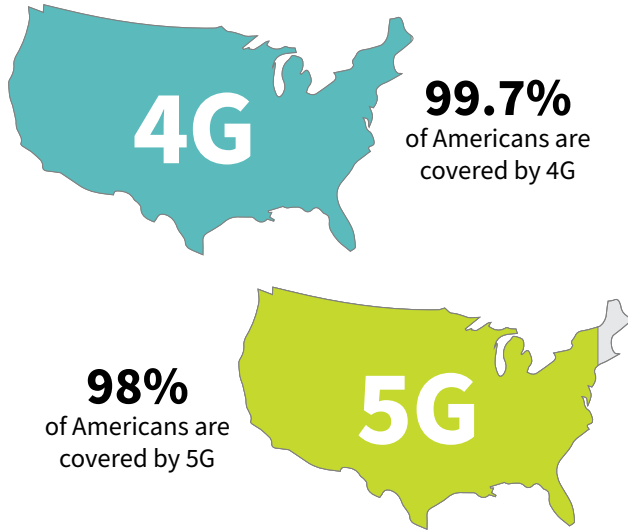 4G
99.7%
of Americans are
covered by 4G
98%
of Americans are
covered by 5G
5G